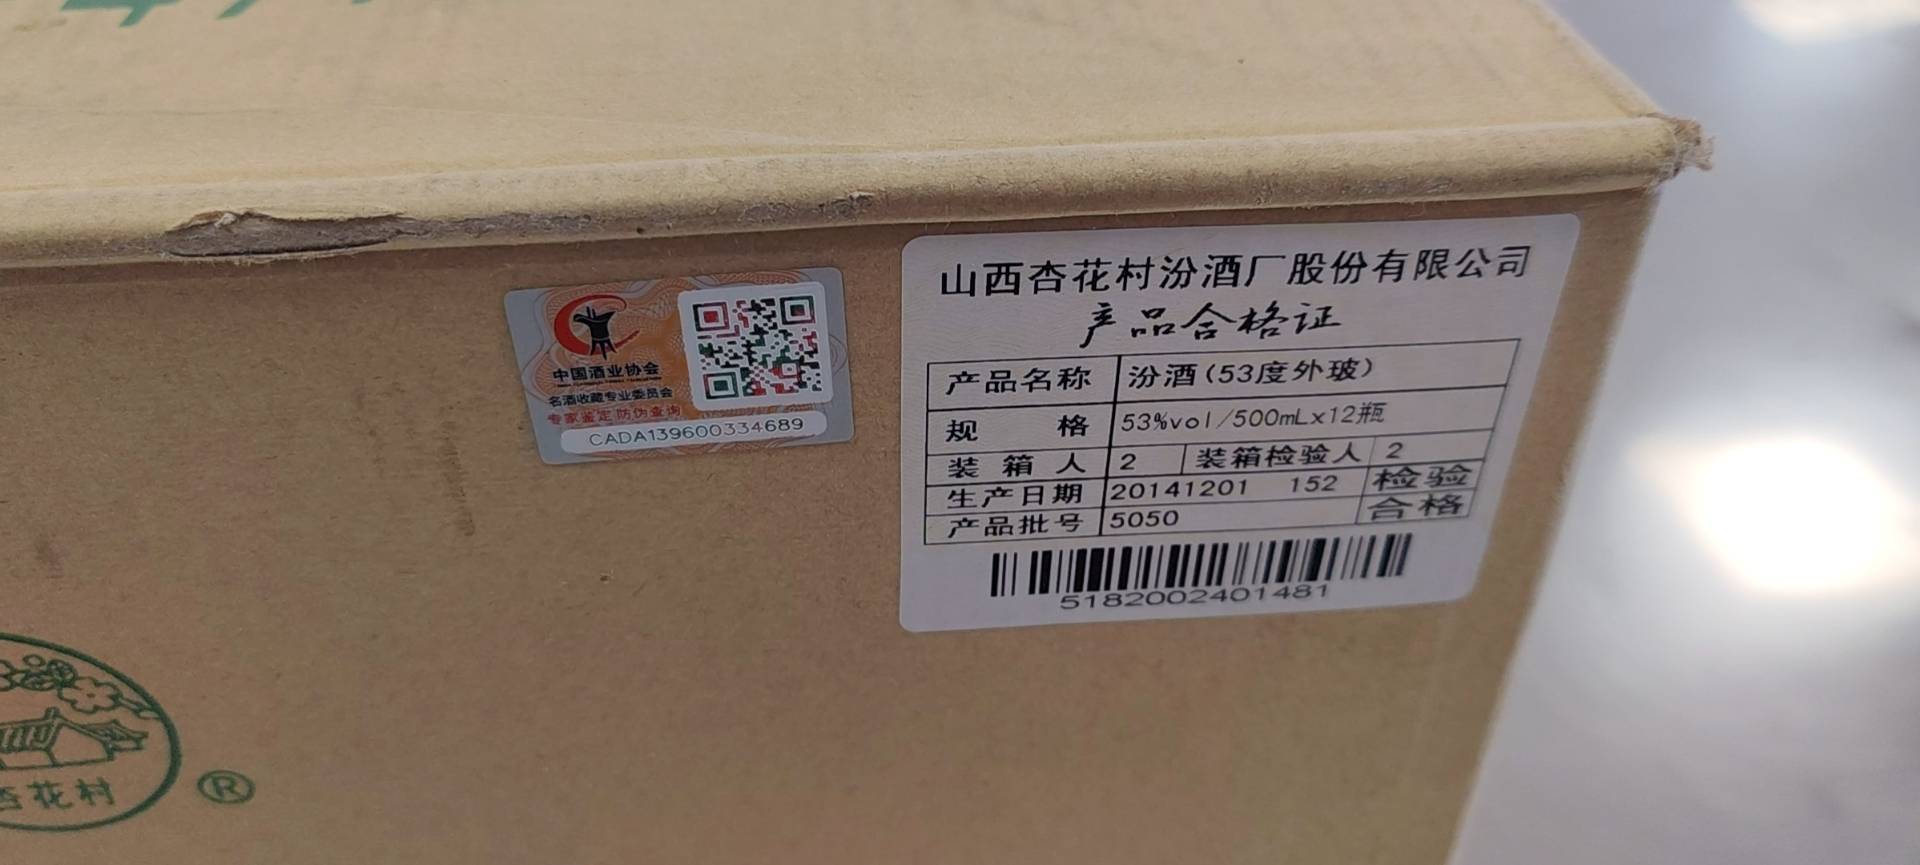 中国酒业协会
名酒收藏专业委员会
专家鉴定 防伪查询
CADA139600334689
山西杏花村汾酒厂股份有限公司
产品合格证
产品名称 汾酒(53度外玻)
规 格 53%vol/500mLx12瓶
装 箱 人 2 装箱检验人 2
生产日期 20141201 152 检验
产品批号 5050 合格
5182002401481
杏花村
®